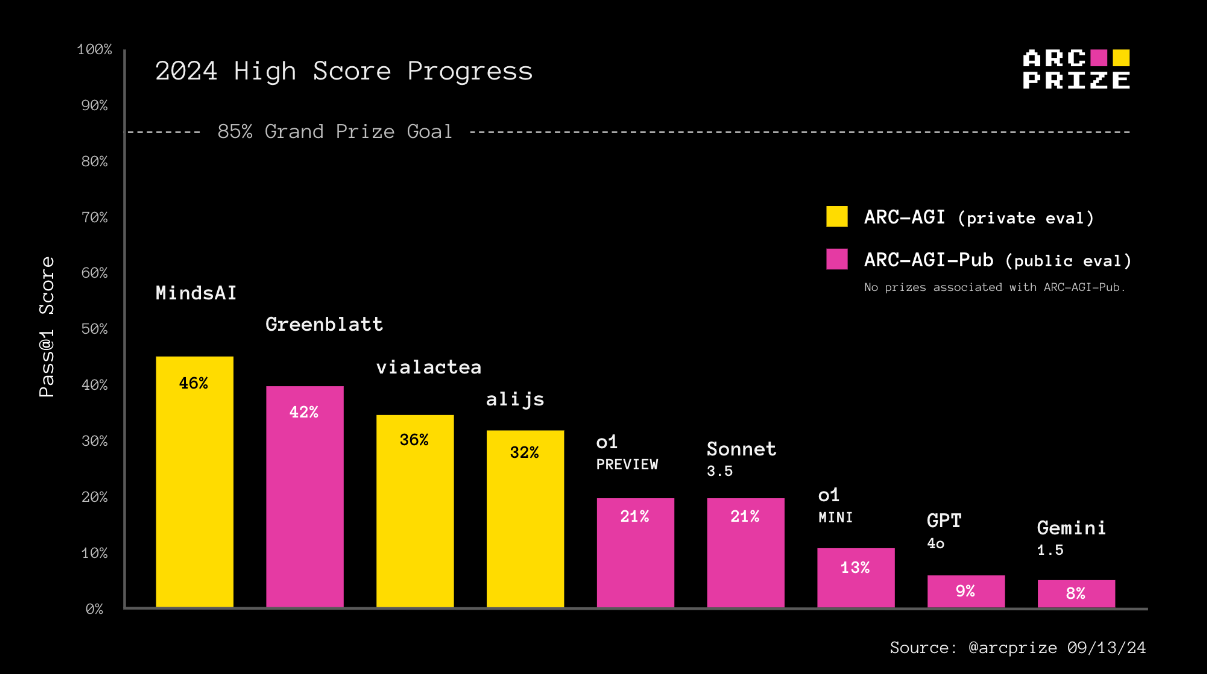 100%
2024 High Score Progress
ARC
PRIZE
90%
85% Grand Prize Goal
80%
70%
ARC-AGI (private eval)
ARC-AGI-Pub (public eval)
No prizes associated with ARC-AGI-Pub.
60%
50%
40%
30%
20%
10%
0%
Pass@1 Score
MindsAI
46%
Greenblatt
42%
vialactea
36%
alijs
32%
o1
PREVIEW
21%
Sonnet
3.5
21%
o1
MINI
13%
GPT
4o
9%
Gemini
1.5
8%
Source: @arcprize 09/13/24